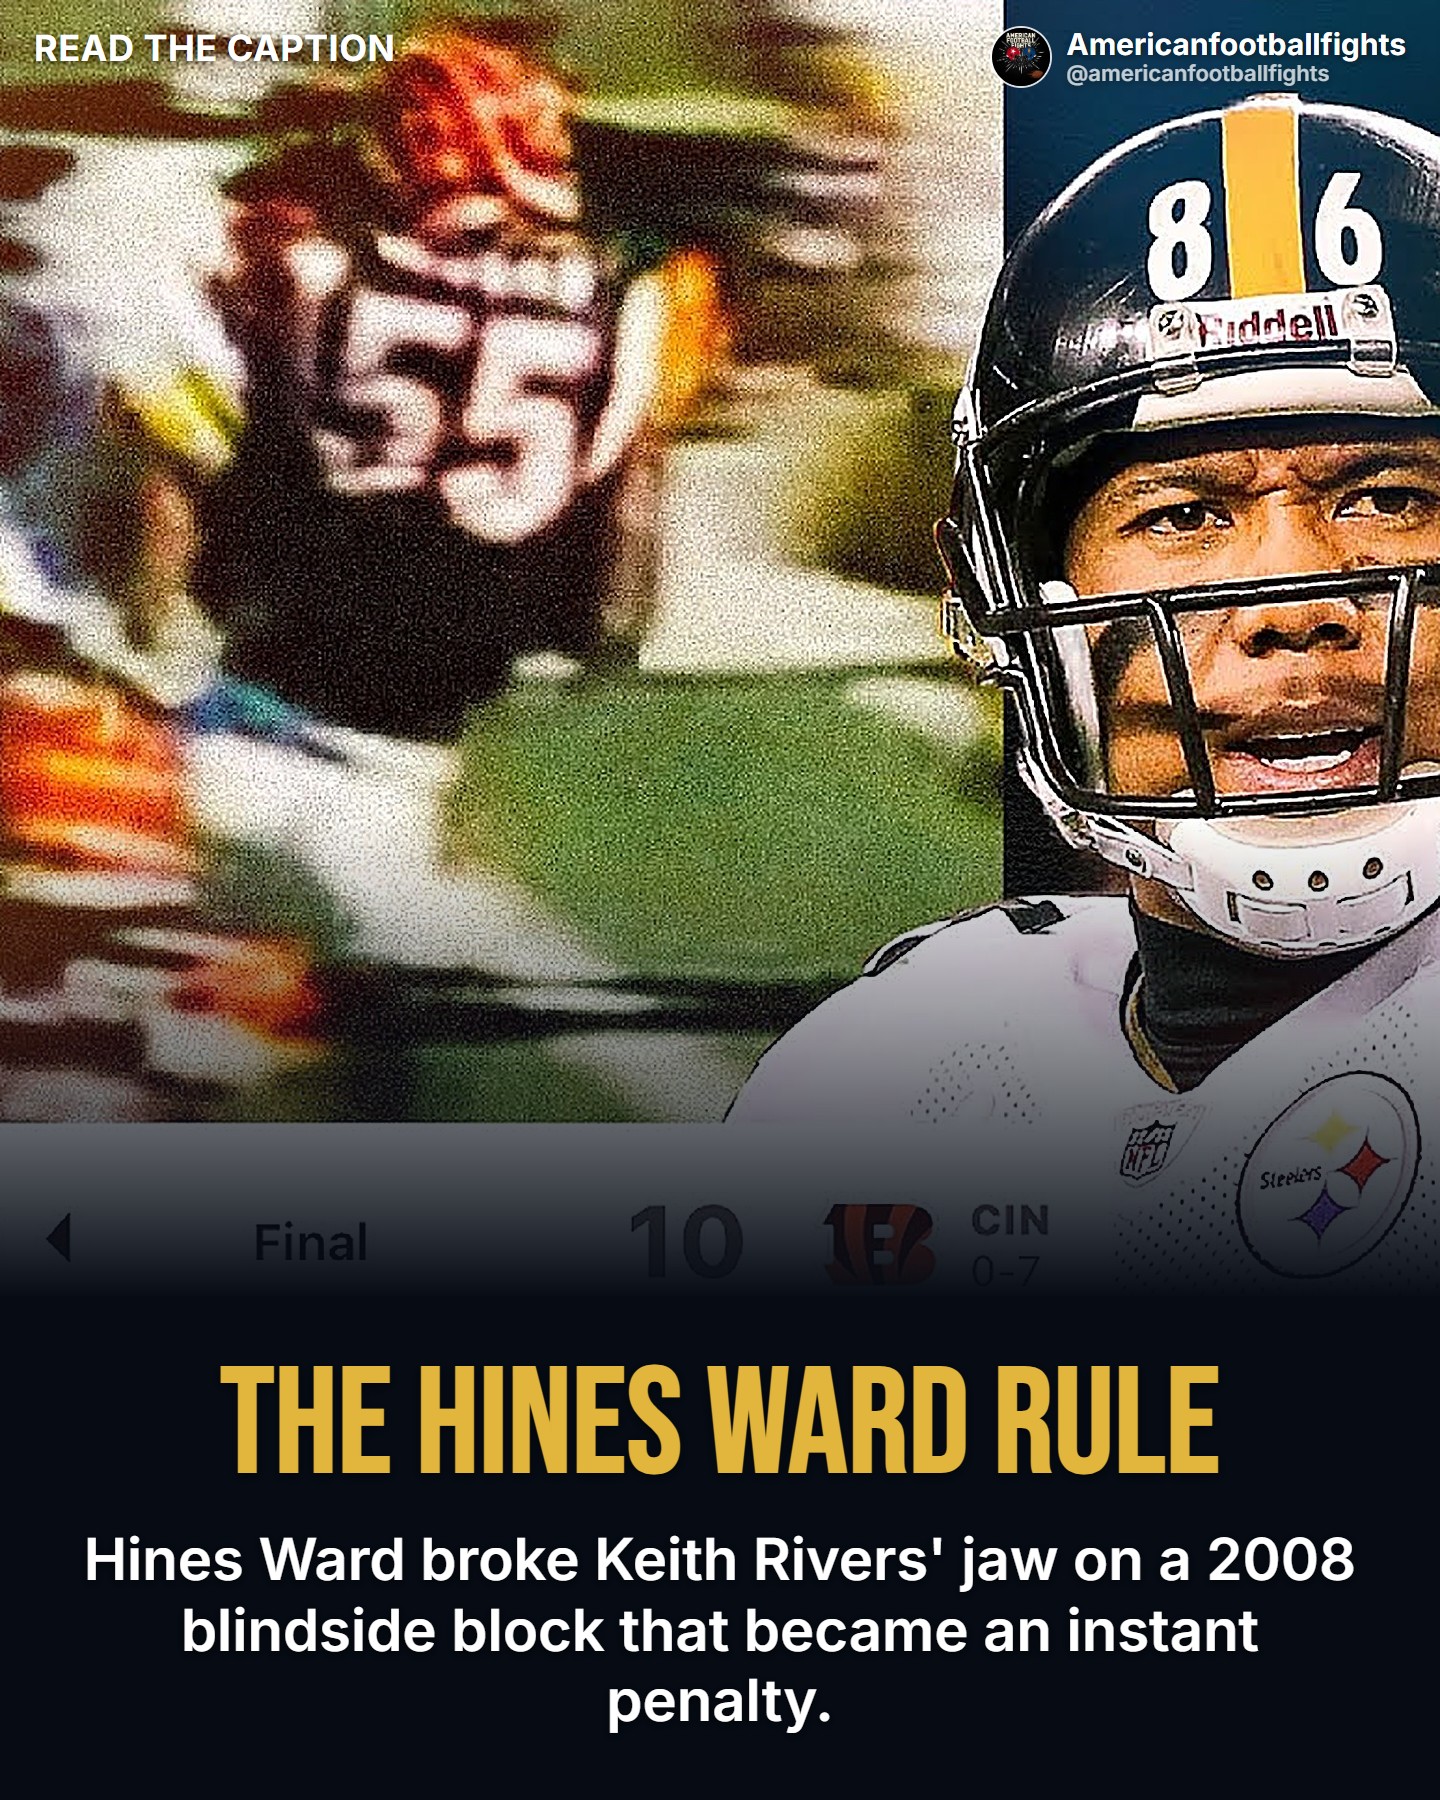 READ THE CAPTION
Americanfootballfights
@americanfootballfights
55
86
Riddell
NFL
Steelers
Final
10
CIN
0-7
THE HINES WARD RULE
Hines Ward broke Keith Rivers' jaw on a 2008
blindside block that became an instant
penalty.